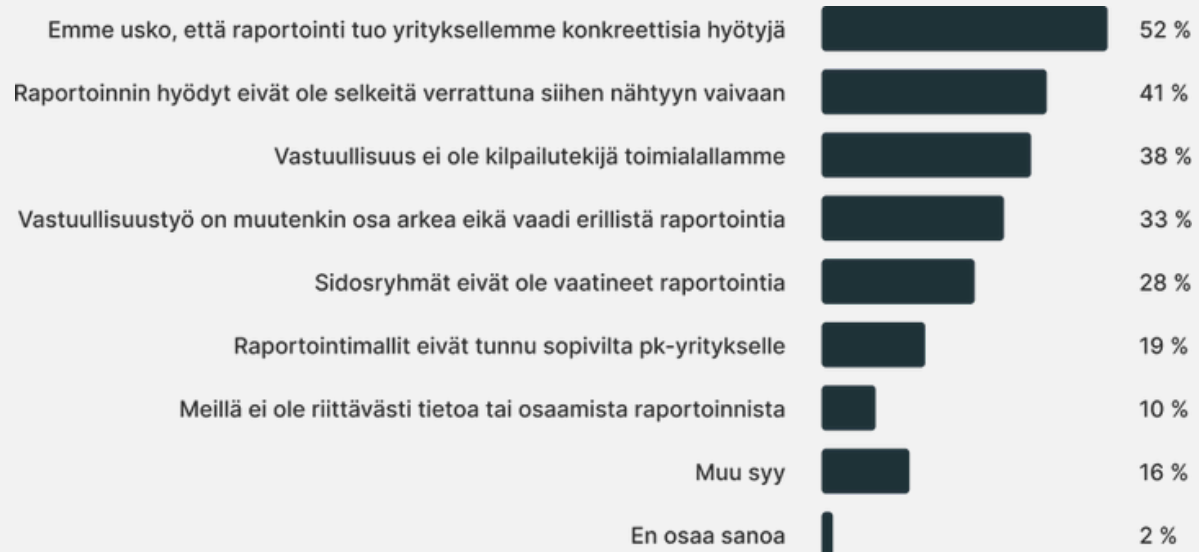 Emme usko, että raportointi tuo yrityksellemme konkreettisia hyötyjä 52 %
Raportoinnin hyödyt eivät ole selkeitä verrattuna siihen nähtyyn vaivaan 41 %
Vastuullisuus ei ole kilpailutekijä toimialallamme 38 %
Vastuullisuustyö on muutenkin osa arkea eikä vaadi erillistä raportointia 33 %
Sidosryhmät eivät ole vaatineet raportointia 28 %
Raportointimallit eivät tunnu sopivilta pk-yritykselle 19 %
Meillä ei ole riittävästi tietoa tai osaamista raportoinnista 10 %
Muu syy 16 %
En osaa sanoa 2 %